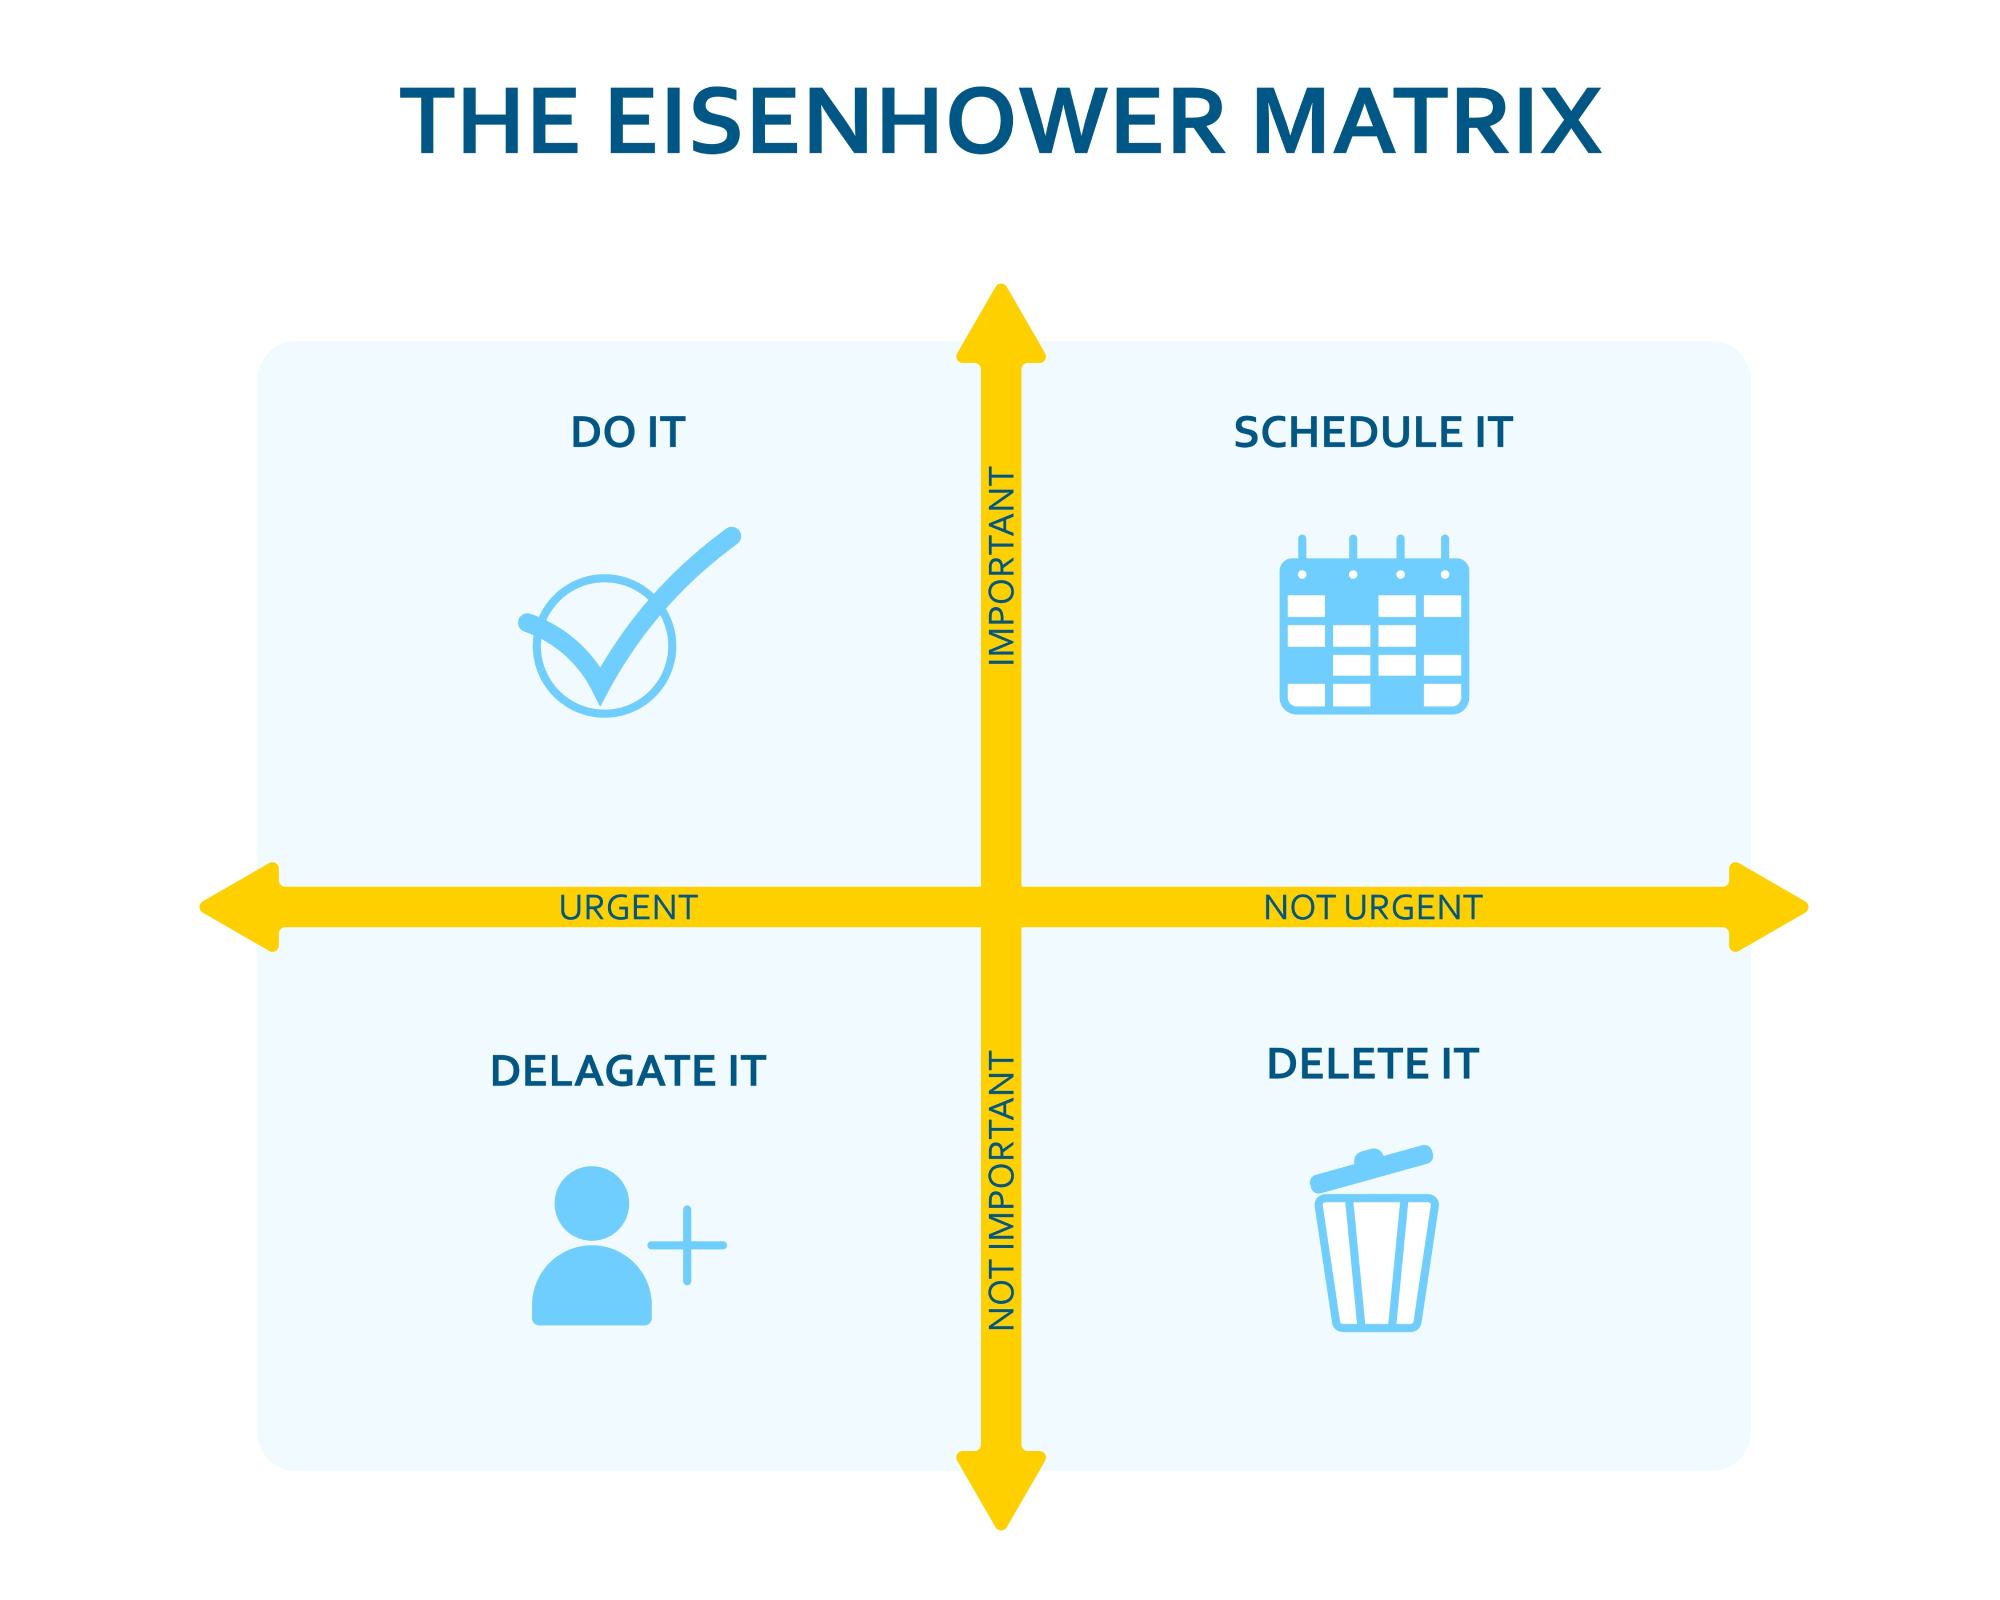 THE EISENHOWER MATRIX
DO IT
SCHEDULE IT
IMPORTANT
URGENT
NOT URGENT
DELAGATE IT
DELETE IT
NOT IMPORTANT